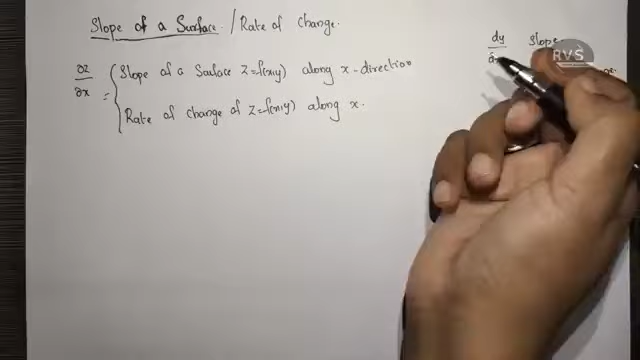 Slope of a Surface. / Rate of Change.
dy Slope.
∂z/∂x = { Slope of a Surface Z=f(x,y) along x-direction
Rate of change of Z=f(x,y) along x.
RVS